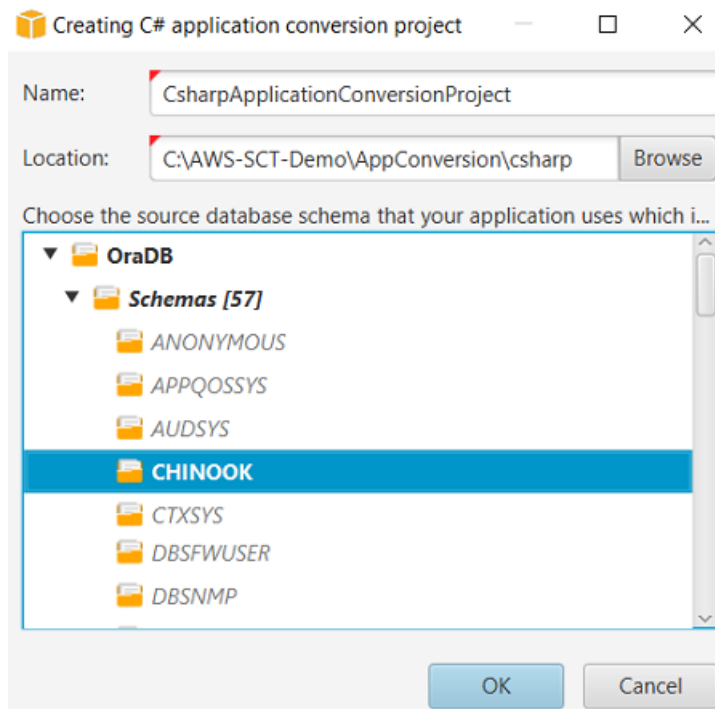 Creating C# application conversion project
Name:
CsharpApplicationConversionProject
Location:
C:\AWS-SCT-Demo\AppConversion\csharp
Browse
Choose the source database schema that your application uses which i...
OraDB
Schemas [57]
ANONYMOUS
APPQOSSYS
AUDSYS
CHINOOK
CTXSYS
DBSFWUSER
DBSNMP
OK
Cancel